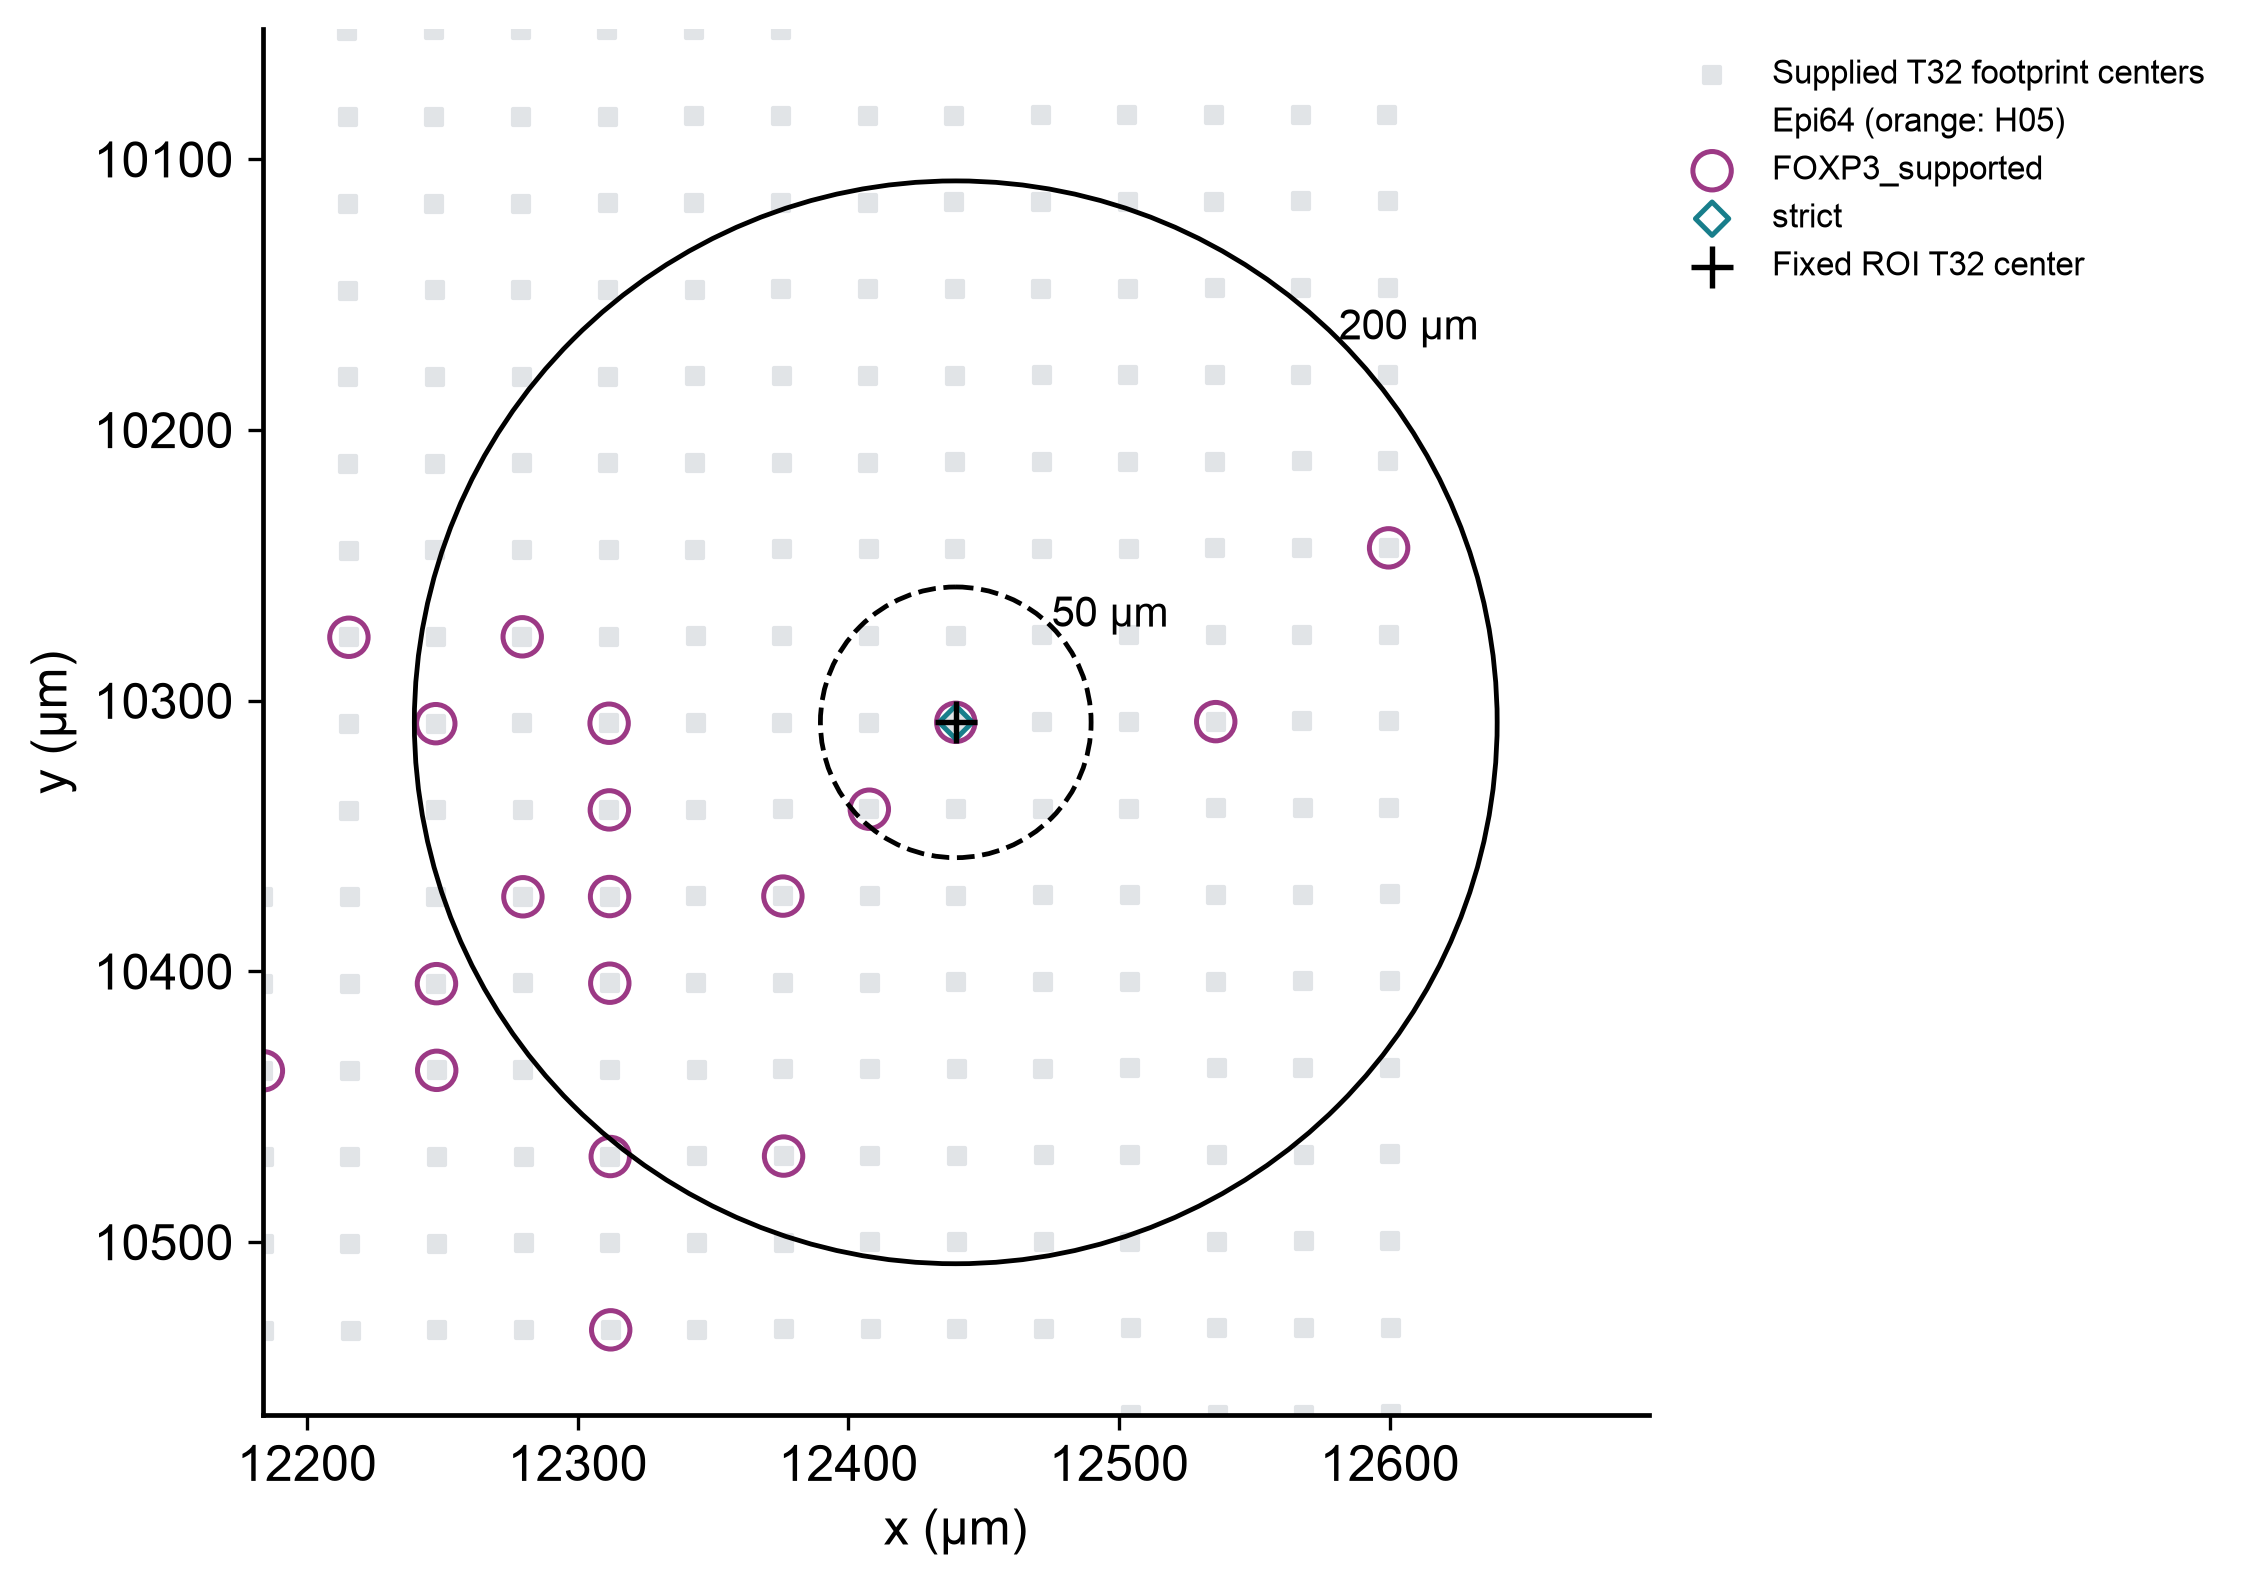 Supplied T32 footprint centers
Epi64 (orange: H05)
FOXP3_supported
strict
Fixed ROI T32 center
200 µm
50 µm
y (µm)
10100
10200
10300
10400
10500
12200 12300 12400 12500 12600
x (µm)